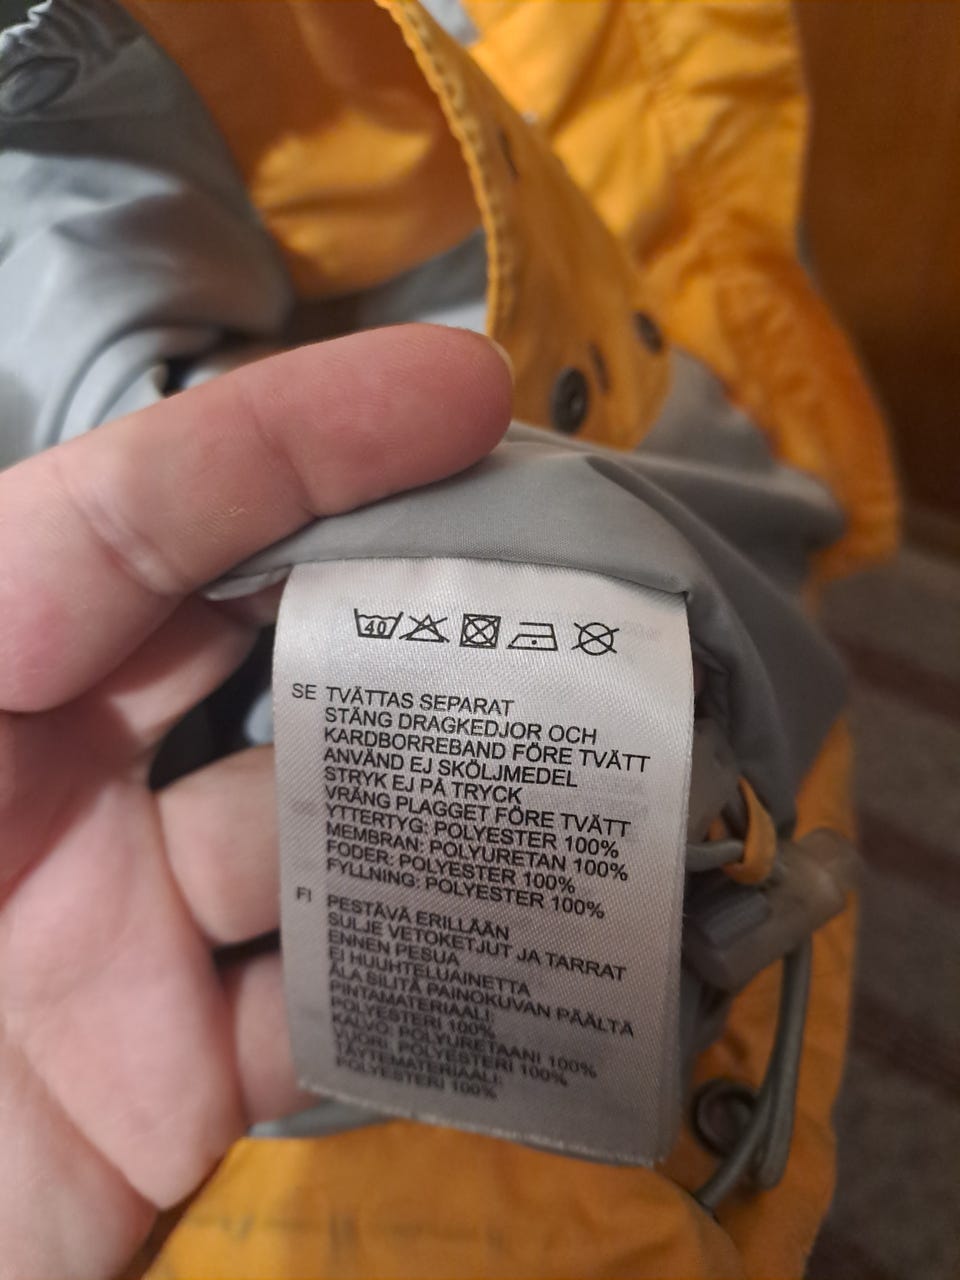 40
SE TVÄTTAS SEPARAT
STÄNG DRAGKEDJOR OCH
KARDBORREBAND FÖRE TVÄTT
ANVÄND EJ SKÖLJMEDEL
STRYK EJ PÅ TRYCK
VRÄNG PLAGGET FÖRE TVÄTT
YTTERTYG: POLYESTER 100%
MEMBRAN: POLYURETAN 100%
FODER: POLYESTER 100%
FYLLNING: POLYESTER 100%
FI PESTÄVÄ ERILLÄÄN
SULJE VETOKETJUT JA TARRAT
ENNEN PESUA
EI HUUHTELUAINETTA
ÄLÄ SILITÄ PAINOKUVAN PÄÄLTÄ
PINTAMATERIAALI:
POLYESTERI 100%
KALVO: POLYURETAANI 100%
VUORI: POLYESTERI 100%
TÄYTEMATERIAALI:
POLYESTERI 100%